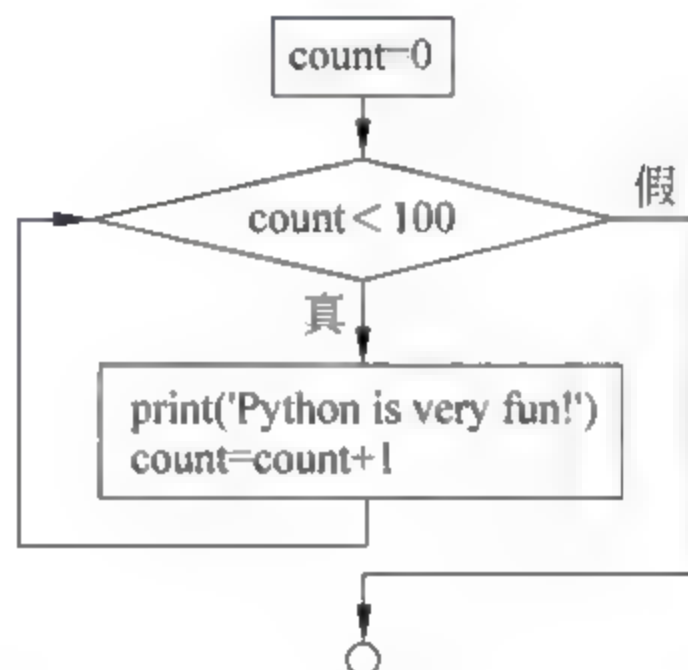 count=0
假
count < 100
真
print('Python is very fun!')
count=count+1